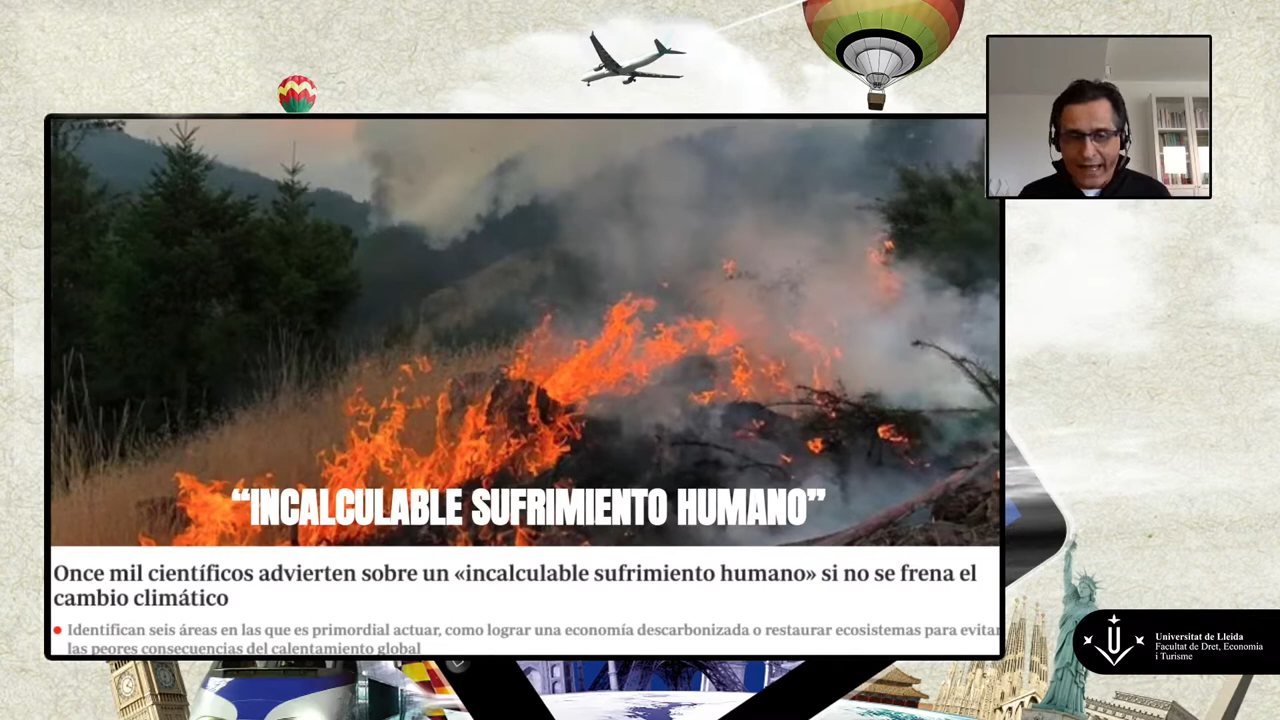 “INCALCULABLE SUFRIMIENTO HUMANO”
Once mil científicos advierten sobre un «incalculable sufrimiento humano» si no se frena el
cambio climático
Identifican seis áreas en las que es primordial actuar, como lograr una economía descarbonizada o restaurar ecosistemas para evitar
las peores consecuencias del calentamiento global
Universitat de Lleida
Facultat de Dret, Economia
i Turisme